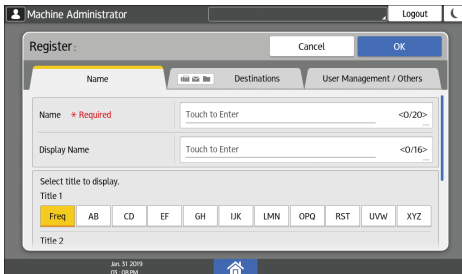 Machine Administrator Logout
Register : Cancel OK
Name Destinations User Management / Others
Name * Required Touch to Enter <0/20>
...
Display Name Touch to Enter <0/16>
...
Select title to display.
Title 1
Freq AB CD EF GH IJK LMN OPQ RST UVW XYZ
Title 2
Jan. 31 2019
03 : 08 PM